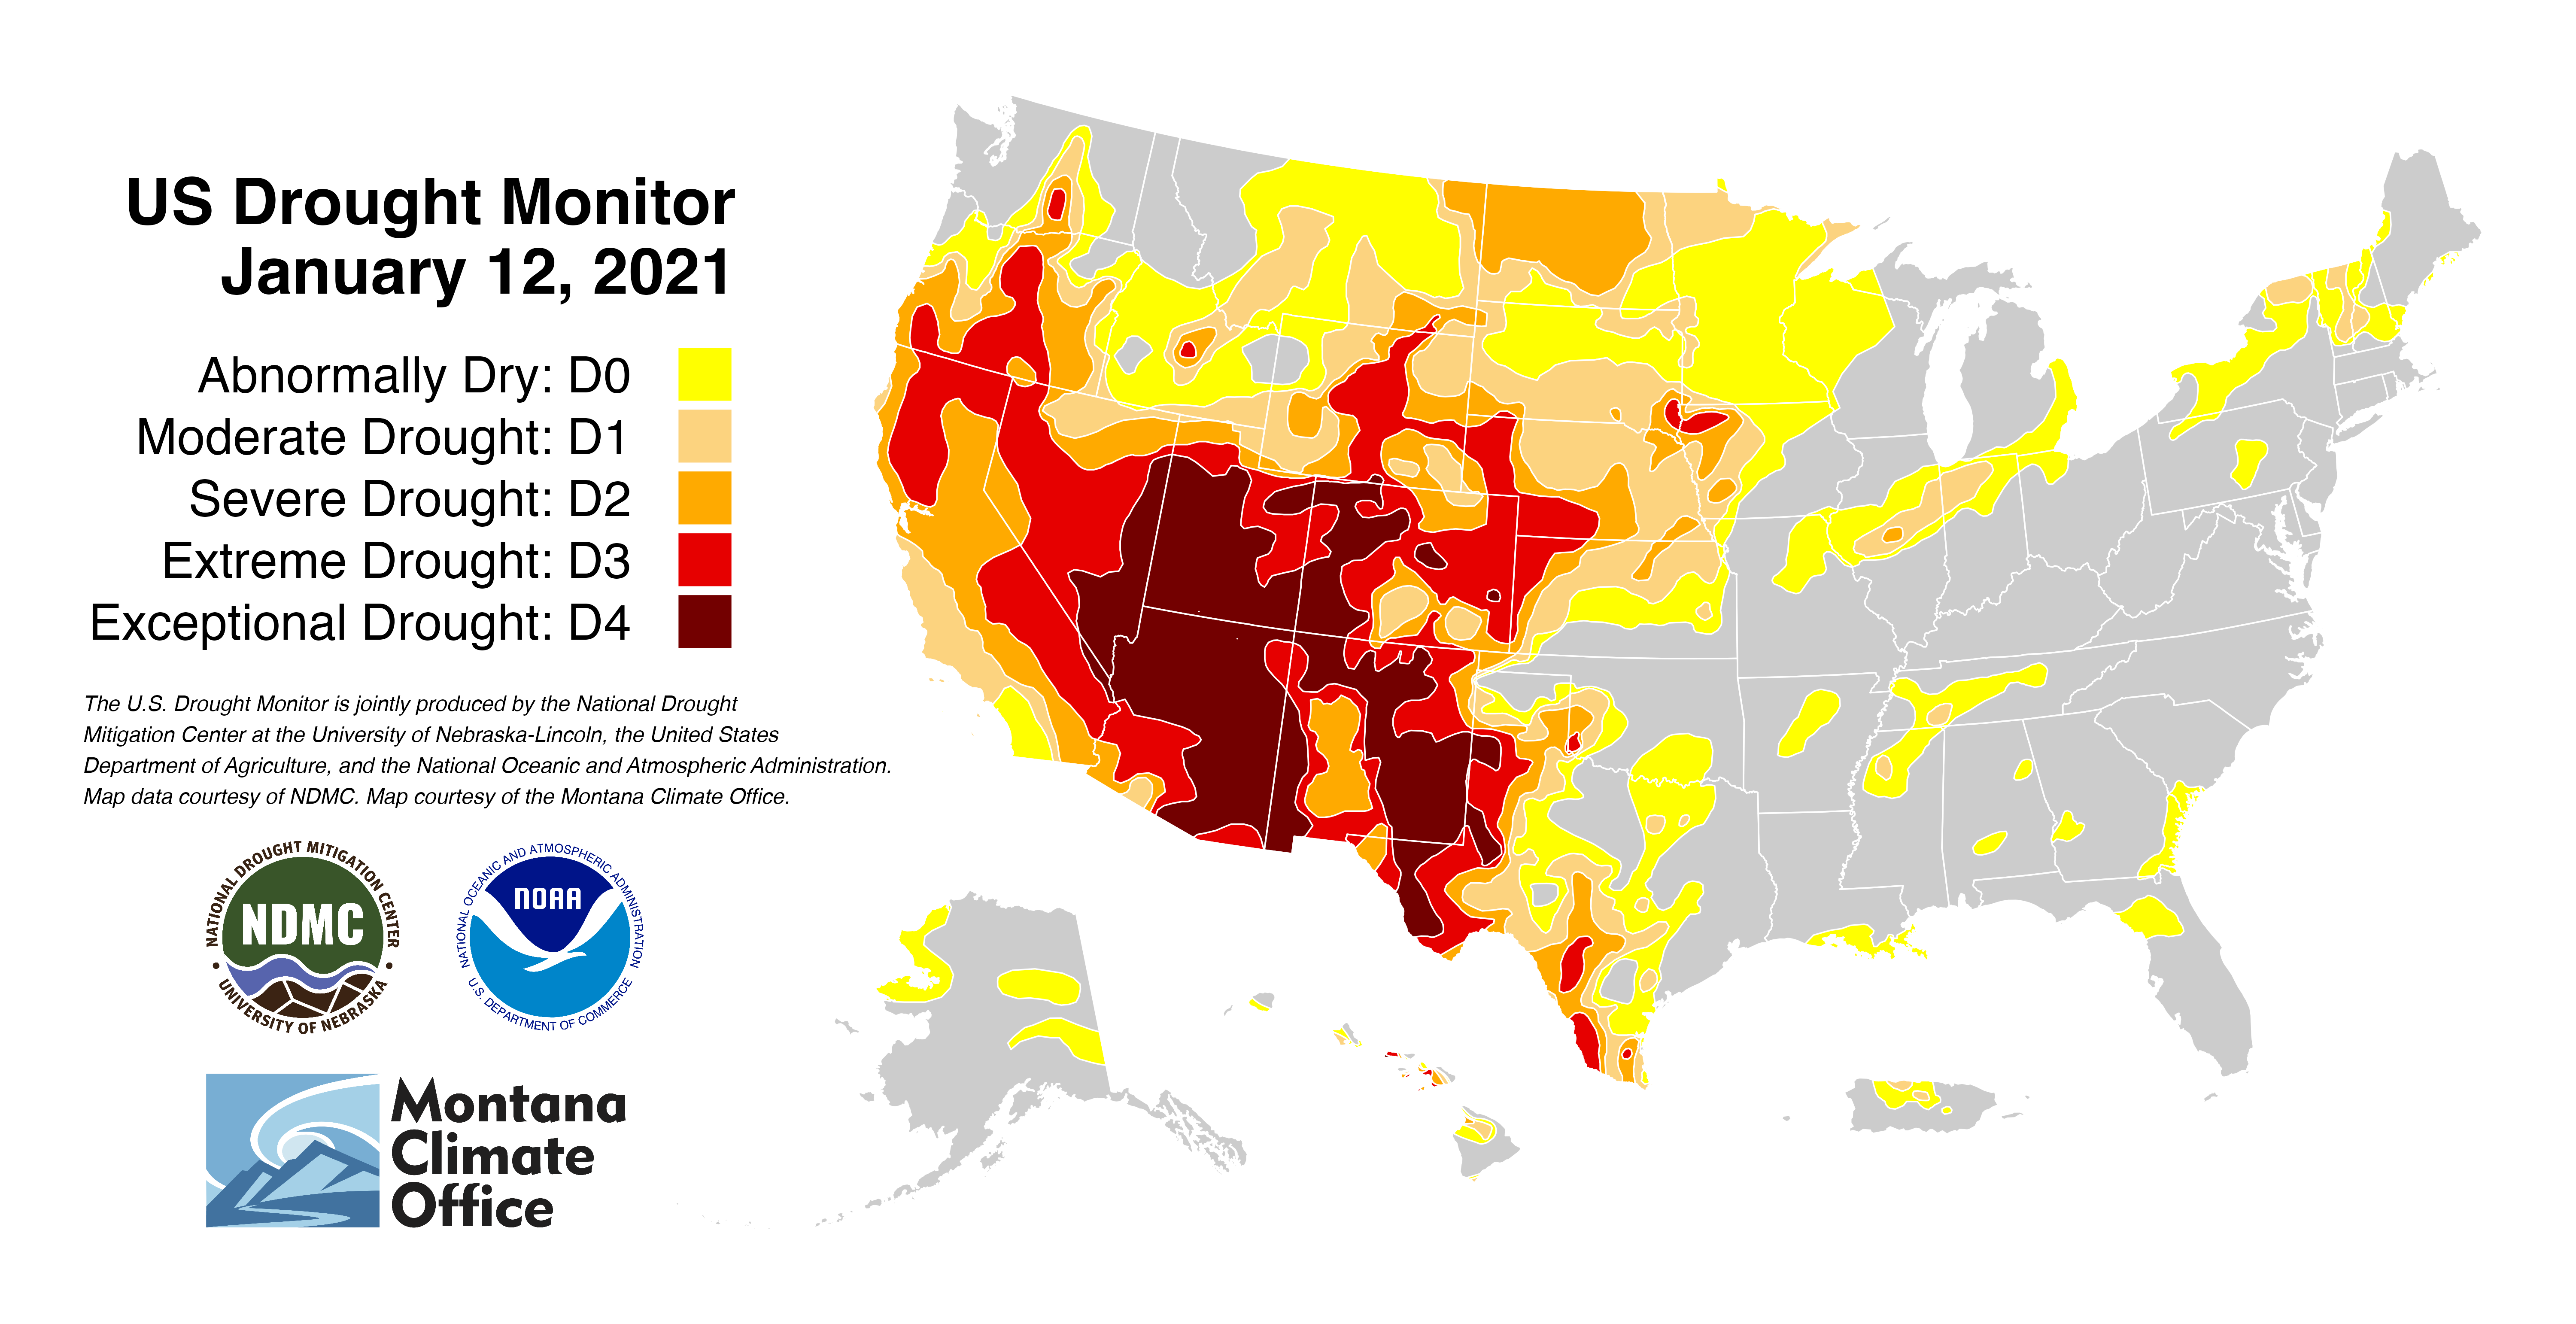 US Drought Monitor
January 12, 2021
Abnormally Dry: D0
Moderate Drought: D1
Severe Drought: D2
Extreme Drought: D3
Exceptional Drought: D4
The U.S. Drought Monitor is jointly produced by the National Drought
Mitigation Center at the University of Nebraska-Lincoln, the United States
Department of Agriculture, and the National Oceanic and Atmospheric Administration.
Map data courtesy of NDMC. Map courtesy of the Montana Climate Office.
NATIONAL DROUGHT MITIGATION CENTER
NDMC
• UNIVERSITY OF NEBRASKA •
NATIONAL OCEANIC AND ATMOSPHERIC ADMINISTRATION
NOAA
U.S. DEPARTMENT OF COMMERCE
Montana
Climate
Office